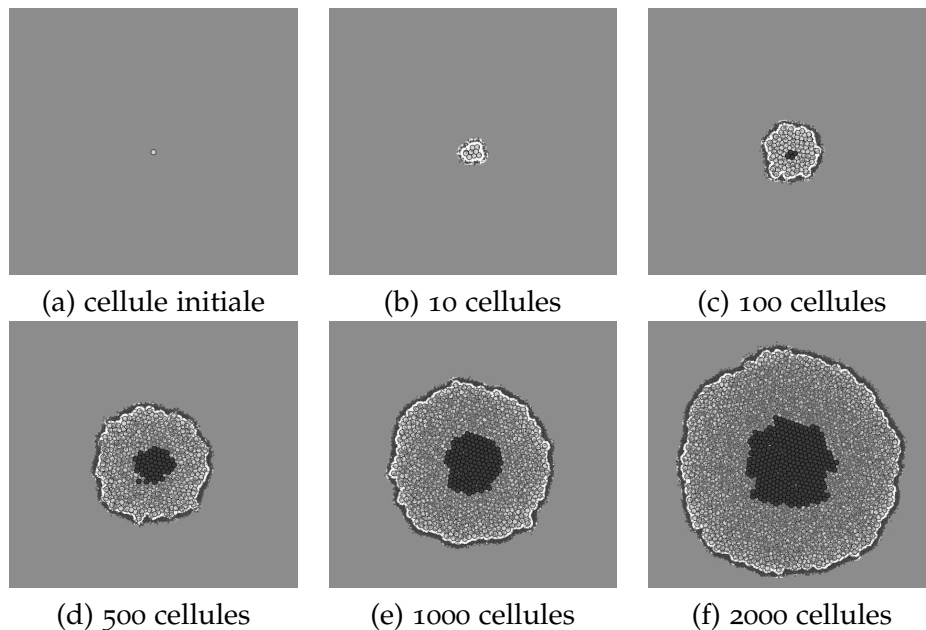 (a) cellule initiale
(b) 10 cellules
(c) 100 cellules
(d) 500 cellules
(e) 1000 cellules
(f) 2000 cellules